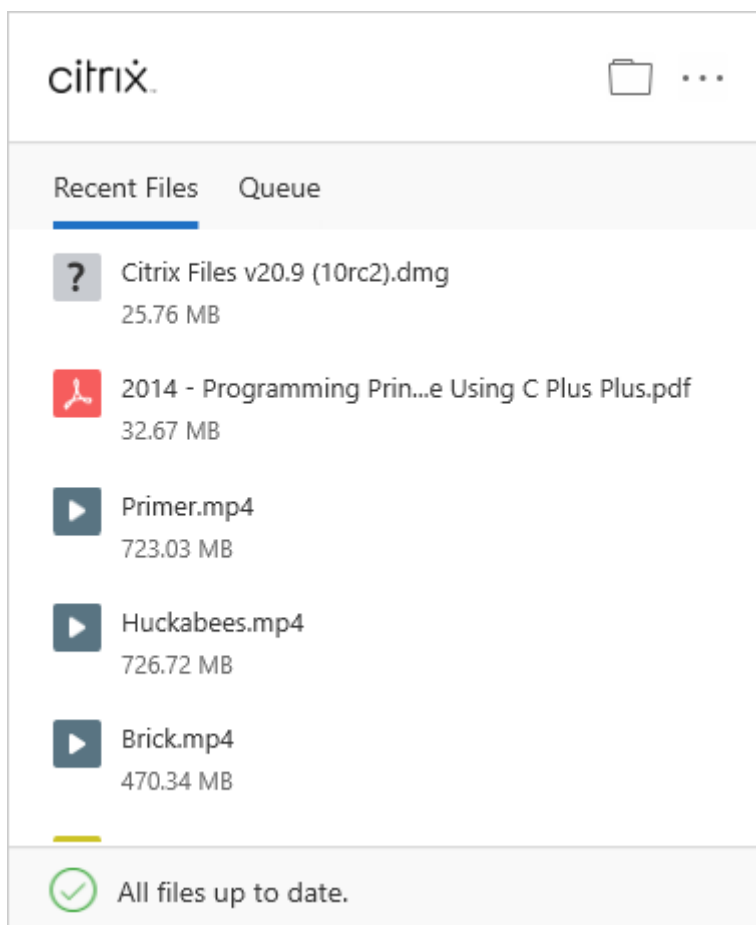 citrix™
Recent Files Queue
? Citrix Files v20.9 (10rc2).dmg
25.76 MB
2014 - Programming Prin...e Using C Plus Plus.pdf
32.67 MB
Primer.mp4
723.03 MB
Huckabees.mp4
726.72 MB
Brick.mp4
470.34 MB
All files up to date.